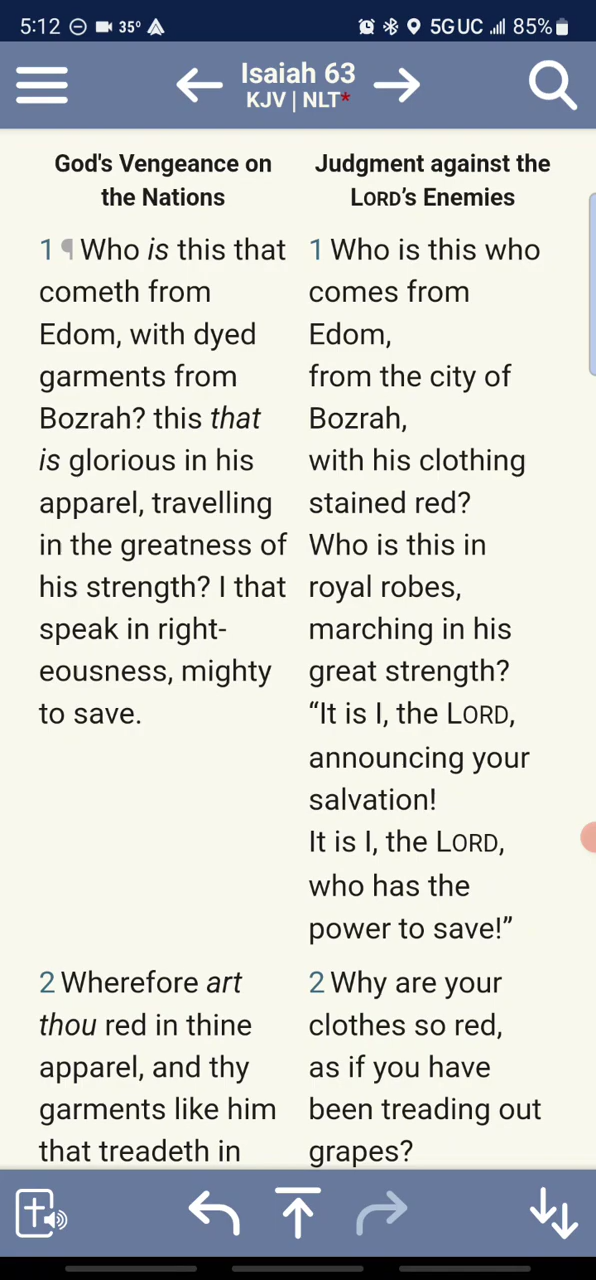 5:12 35° 5G UC 85%
Isaiah 63
KJV | NLT*
God's Vengeance on
the Nations
1 ¶ Who is this that
cometh from
Edom, with dyed
garments from
Bozrah? this that
is glorious in his
apparel, travelling
in the greatness of
his strength? I that
speak in right-
eousness, mighty
to save.
2 Wherefore art
thou red in thine
apparel, and thy
garments like him
that treadeth in
Judgment against the
LORD's Enemies
1 Who is this who
comes from
Edom,
from the city of
Bozrah,
with his clothing
stained red?
Who is this in
royal robes,
marching in his
great strength?
“It is I, the LORD,
announcing your
salvation!
It is I, the LORD,
who has the
power to save!”
2 Why are your
clothes so red,
as if you have
been treading out
grapes?